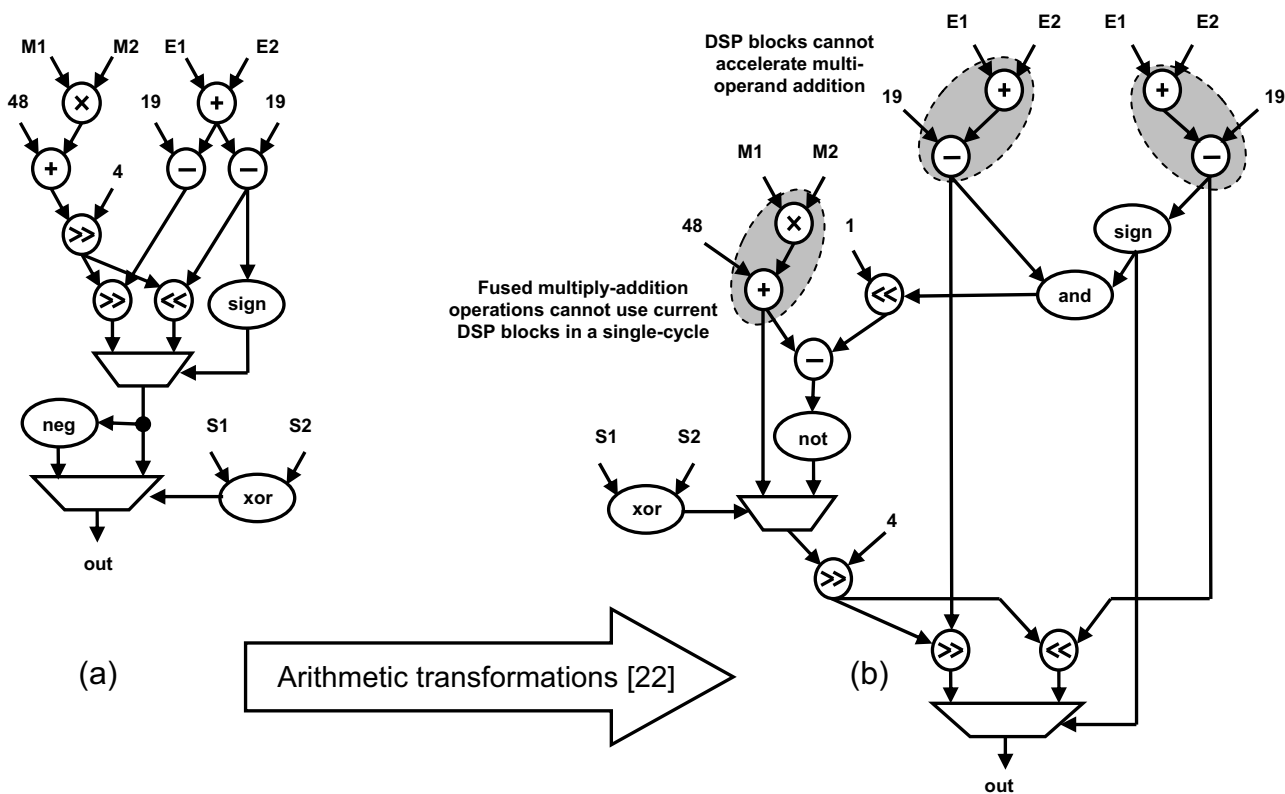 M1 M2 E1 E2
48 × 19 + 19
+ − −
4
>>
>> << sign
neg
S1 S2
xor
out
(a)
Arithmetic transformations [22]
E1 E2 E1 E2
DSP blocks cannot
accelerate multi-
operand addition
+ +
19 19
− −
M1 M2
×
48 1 sign
+ << and
Fused multiply-addition
operations cannot use current
DSP blocks in a single-cycle
−
not
S1 S2
xor
4
>>
>> <<
(b)
out